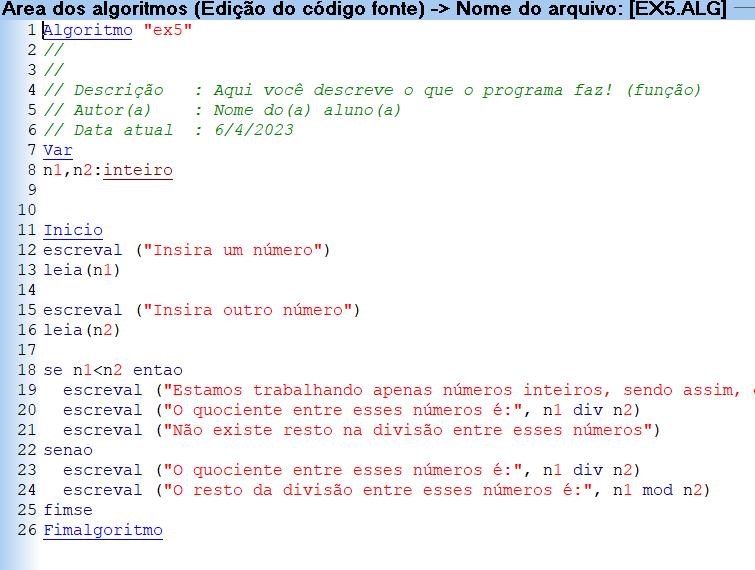 Área dos algoritmos (Edição do código fonte) -> Nome do arquivo: [EX5.ALG]
1 Algoritmo "ex5"
2 //
3 //
4 // Descrição   : Aqui você descreve o que o programa faz! (função)
5 // Autor(a)    : Nome do(a) aluno(a)
6 // Data atual  : 6/4/2023
7 Var
8 n1,n2:inteiro
9
10
11 Inicio
12 escreval ("Insira um número")
13 leia(n1)
14
15 escreval ("Insira outro número")
16 leia(n2)
17
18 se n1<n2 entao
19   escreval ("Estamos trabalhando apenas números inteiros, sendo assim,
20   escreval ("O quociente entre esses números é:", n1 div n2)
21   escreval ("Não existe resto na divisão entre esses números")
22 senao
23   escreval ("O quociente entre esses números é:", n1 div n2)
24   escreval ("O resto da divisão entre esses números é:", n1 mod n2)
25 fimse
26 Fimalgoritmo